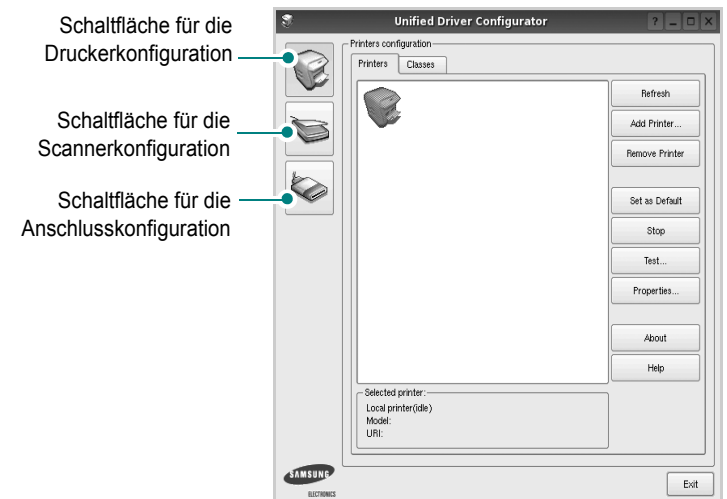 Schaltfläche für die
Druckerkonfiguration
Schaltfläche für die
Scannerkonfiguration
Schaltfläche für die
Anschlusskonfiguration
Unified Driver Configurator
Printers configuration
Printers
Classes
Refresh
Add Printer...
Remove Printer
Set as Default
Stop
Test...
Properties...
About
Help
Selected printer:
Local printer(idle)
Model:
URI:
SAMSUNG
ELECTRONICS
Exit